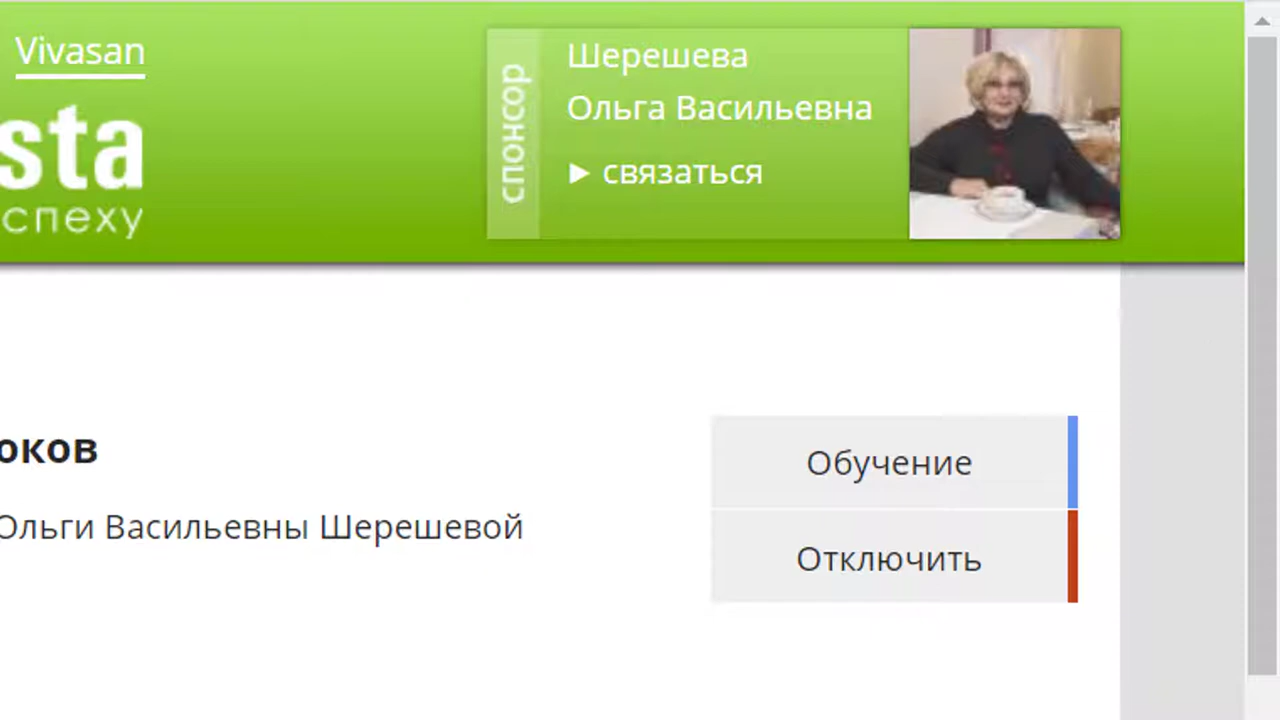 Vivasan
sta
спеху
спонсор
Шерешева
Ольга Васильевна
► связаться
оков
Ольги Васильевны Шерешевой
Обучение
Отключить